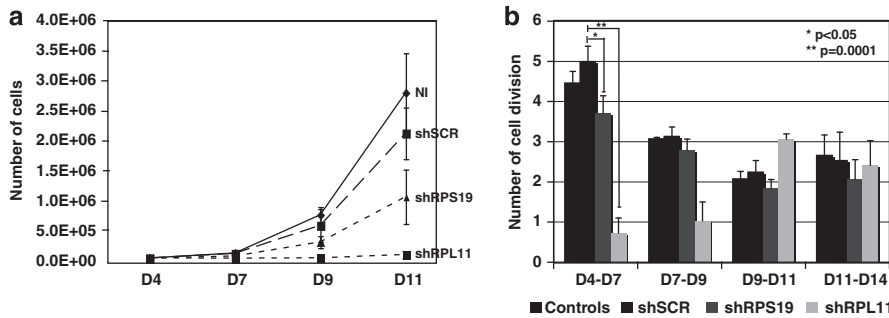 a
Number of cells
4.0E+06
3.5E+06
3.0E+06
2.5E+06
2.0E+06
1.5E+06
1.0E+06
5.0E+05
0.0E+00
NI
shSCR
shRPS19
shRPL11
D4 D7 D9 D11
b
Number of cell division
6
5
4
3
2
1
0
**
*
* p<0.05
** p=0.0001
D4-D7 D7-D9 D9-D11 D11-D14
Controls shSCR shRPS19 shRPL11